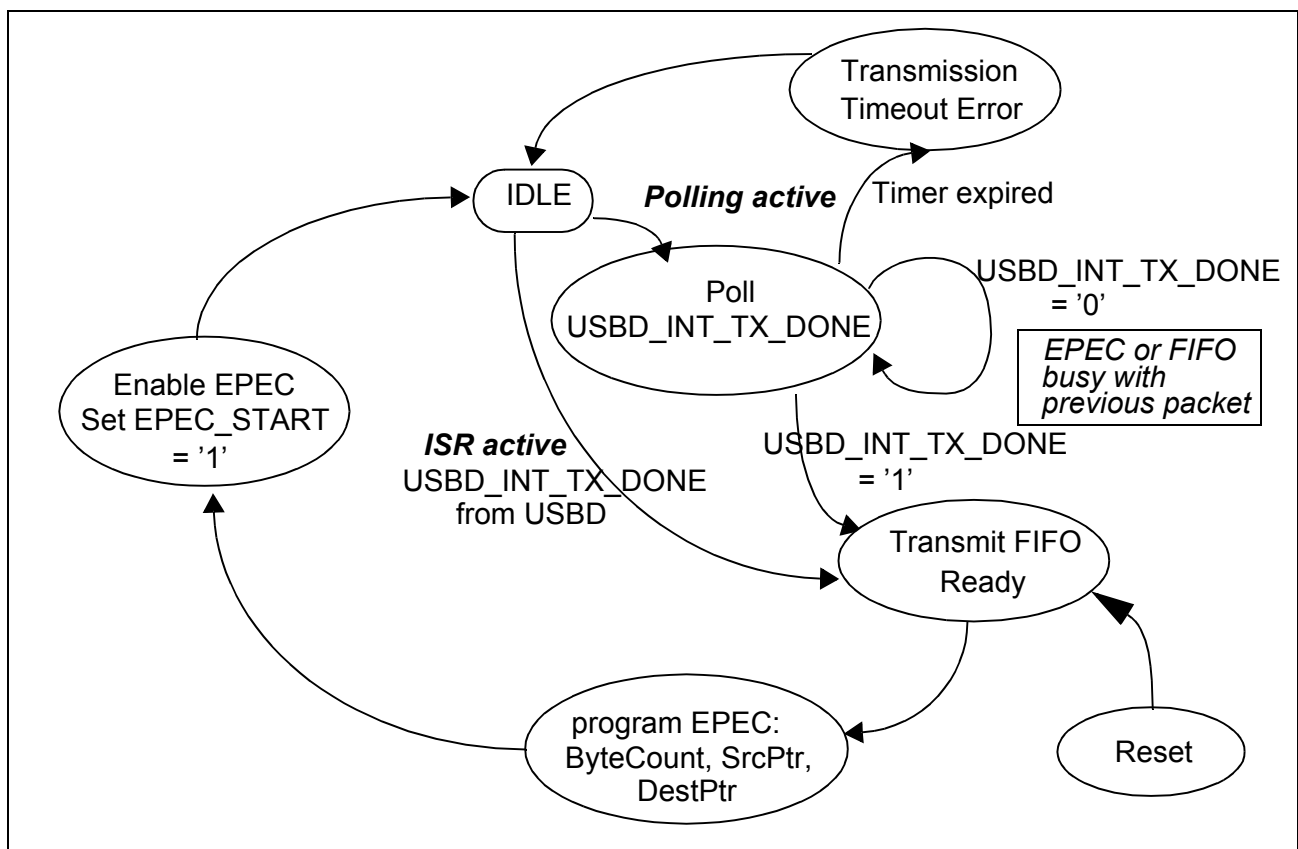 Transmission
Timeout Error
IDLE
Polling active
Timer expired
Poll
USBD_INT_TX_DONE
USBD_INT_TX_DONE
= '0'
EPEC or FIFO
busy with
previous packet
Enable EPEC
Set EPEC_START
= ’1’
ISR active
USBD_INT_TX_DONE
from USBD
USBD_INT_TX_DONE
= ’1’
Transmit FIFO
Ready
program EPEC:
ByteCount, SrcPtr,
DestPtr
Reset